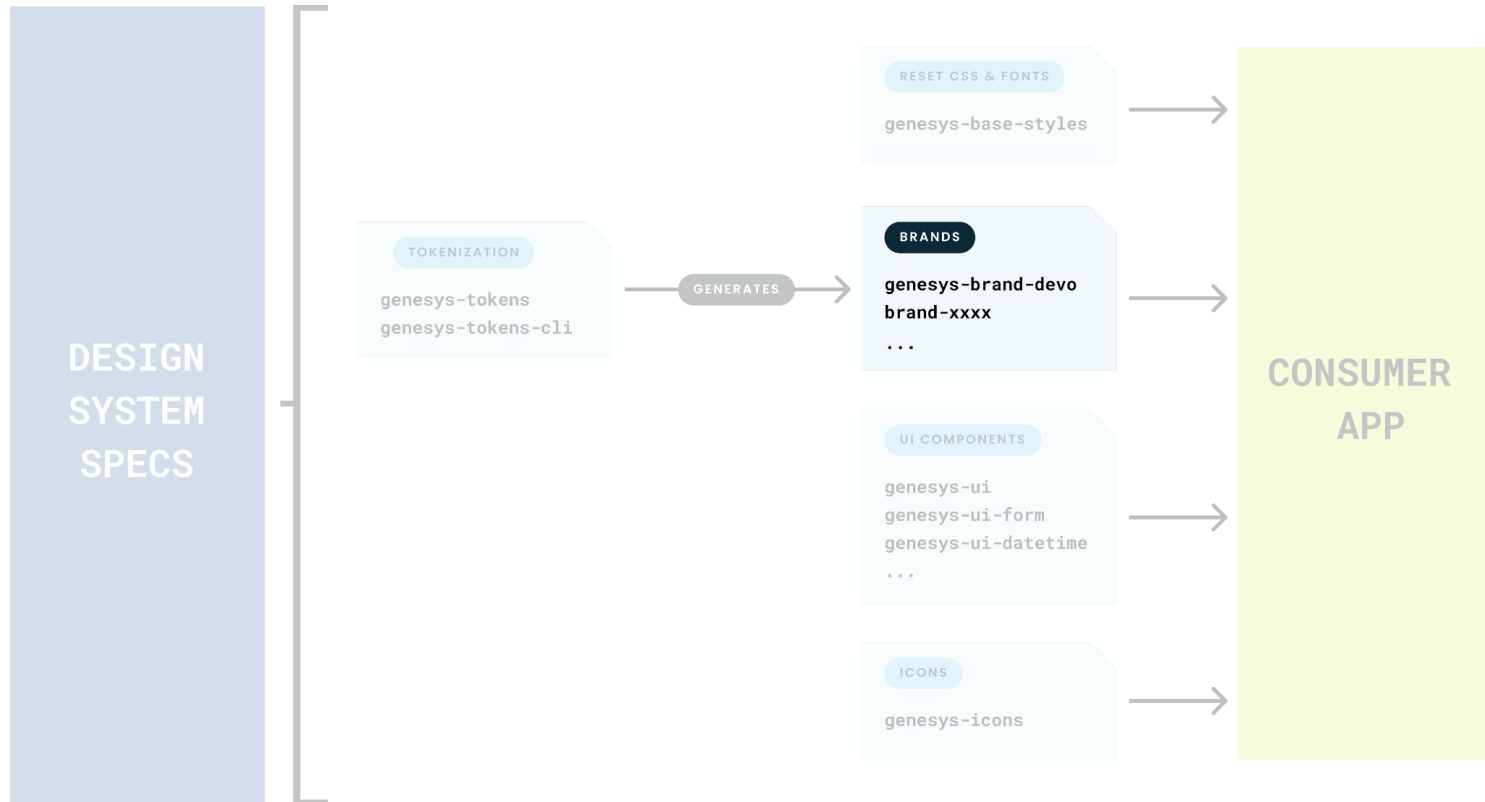 DESIGN
SYSTEM
SPECS
TOKENIZATION
genesys-tokens
genesys-tokens-cli
GENERATES
RESET CSS & FONTS
genesys-base-styles
BRANDS
genesys-brand-devo
brand-xxxx
...
UI COMPONENTS
genesys-ui
genesys-ui-form
genesys-ui-datetime
...
ICONS
genesys-icons
CONSUMER
APP